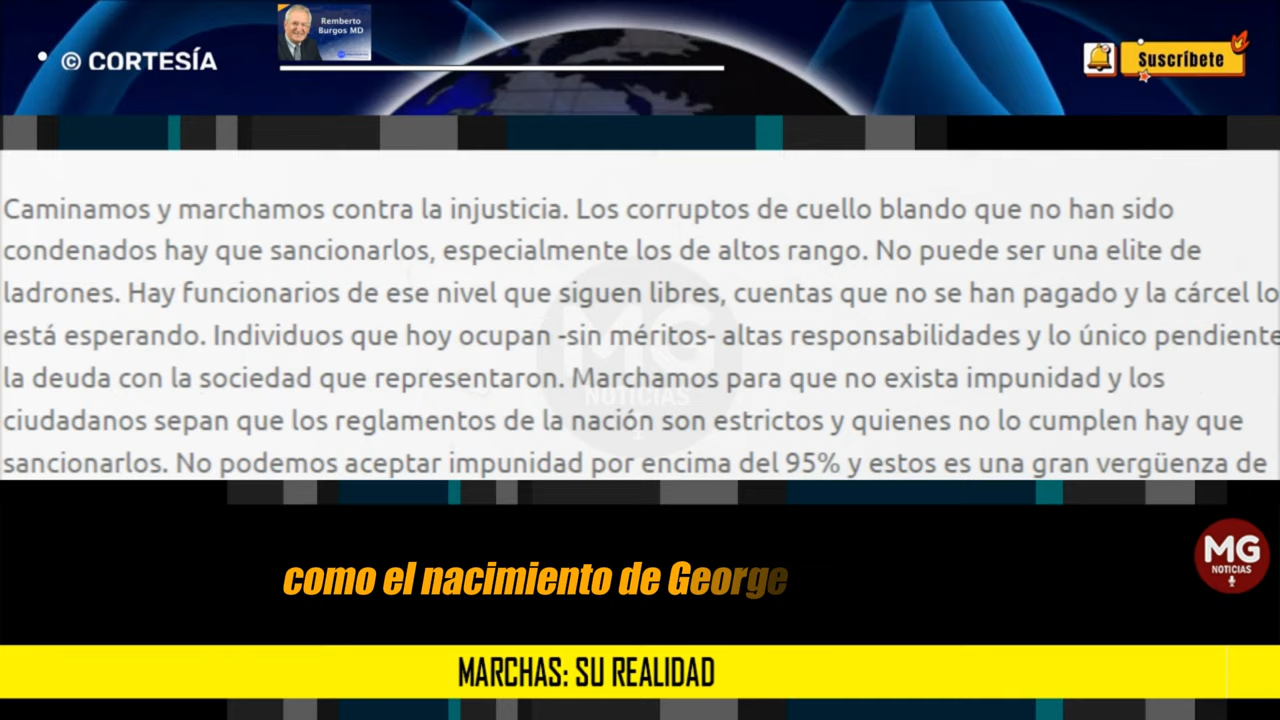 Remberto
Burgos MD
© CORTESÍA
Suscríbete
Caminamos y marchamos contra la injusticia. Los corruptos de cuello blando que no han sido
condenados hay que sancionarlos, especialmente los de altos rango. No puede ser una elite de
ladrones. Hay funcionarios de ese nivel que siguen libres, cuentas que no se han pagado y la cárcel lo
está esperando. Individuos que hoy ocupan -sin méritos- altas responsabilidades y lo único pendiente
la deuda con la sociedad que representaron. Marchamos para que no exista impunidad y los
ciudadanos sepan que los reglamentos de la nación son estrictos y quienes no lo cumplen hay que
sancionarlos. No podemos aceptar impunidad por encima del 95% y estos es una gran vergüenza de
MG
NOTICIAS
como el nacimiento de George
MG
NOTICIAS
MARCHAS: SU REALIDAD